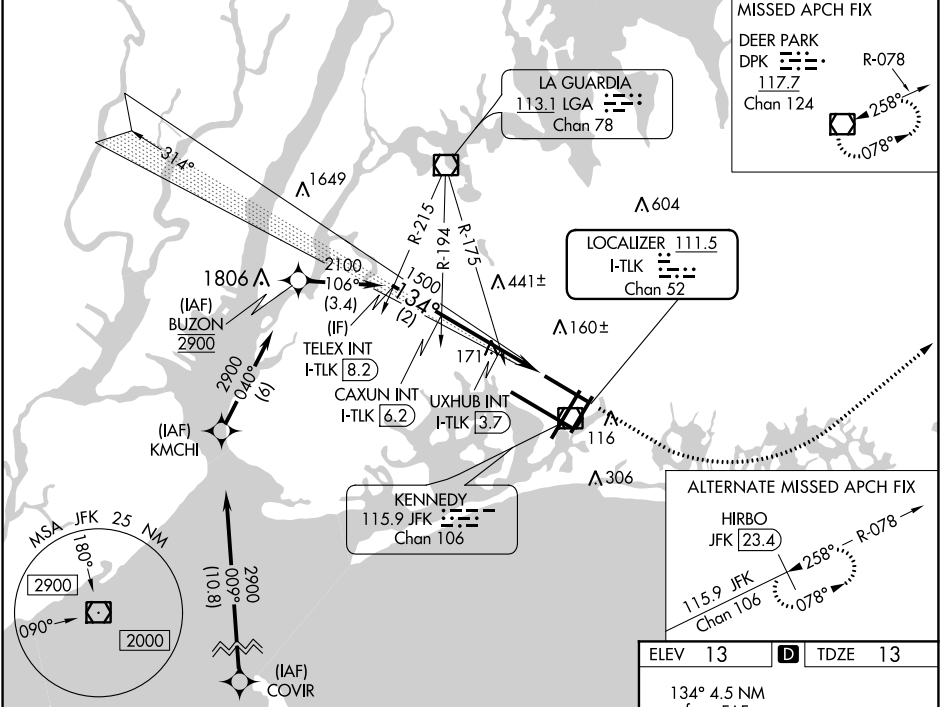 MISSED APCH FIX
DEER PARK
DPK
117.7
Chan 124
R-078
258°
078°
LA GUARDIA
113.1 LGA
Chan 78
314°
1649
604
R-215
R-194
R-175
LOCALIZER 111.5
I-TLK
Chan 52
1806
2100
106°
(3.4)
1500
134°
(2)
441±
(IAF)
BUZON
2900
(IF)
TELEX INT
I-TLK 8.2
160±
171
2900
040°
(6)
CAXUN INT
I-TLK 6.2
UXHUB INT
I-TLK 3.7
(IAF)
KMCHI
116
306
KENNEDY
115.9 JFK
Chan 106
ALTERNATE MISSED APCH FIX
HIRBO
JFK 23.4
R-078
258°
078°
115.9 JFK
Chan 106
MSA JFK 25 NM
180°
2900
090°
2000
2900
009°
(10.8)
(IAF)
COVIR
ELEV 13 D TDZE 13
134° 4.5 NM